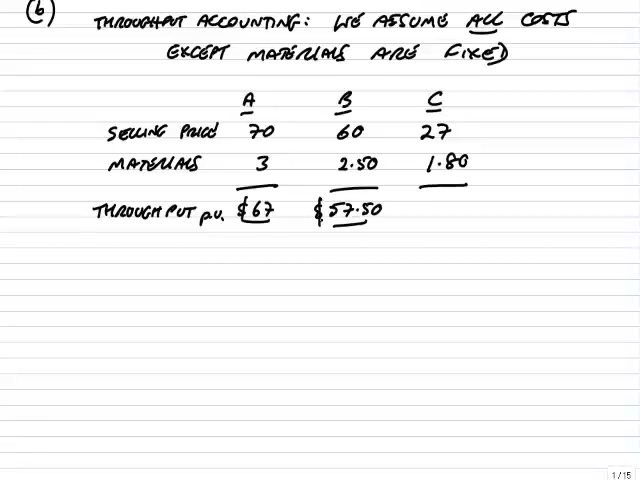 (b) THROUGHPUT ACCOUNTING: WE ASSUME ALL COSTS
EXCEPT MATERIALS ARE FIXED
A B C
SELLING PRICE 70 60 27
MATERIALS 3 2.50 1.80
THROUGHPUT p.u. $67 $57.50
1/15